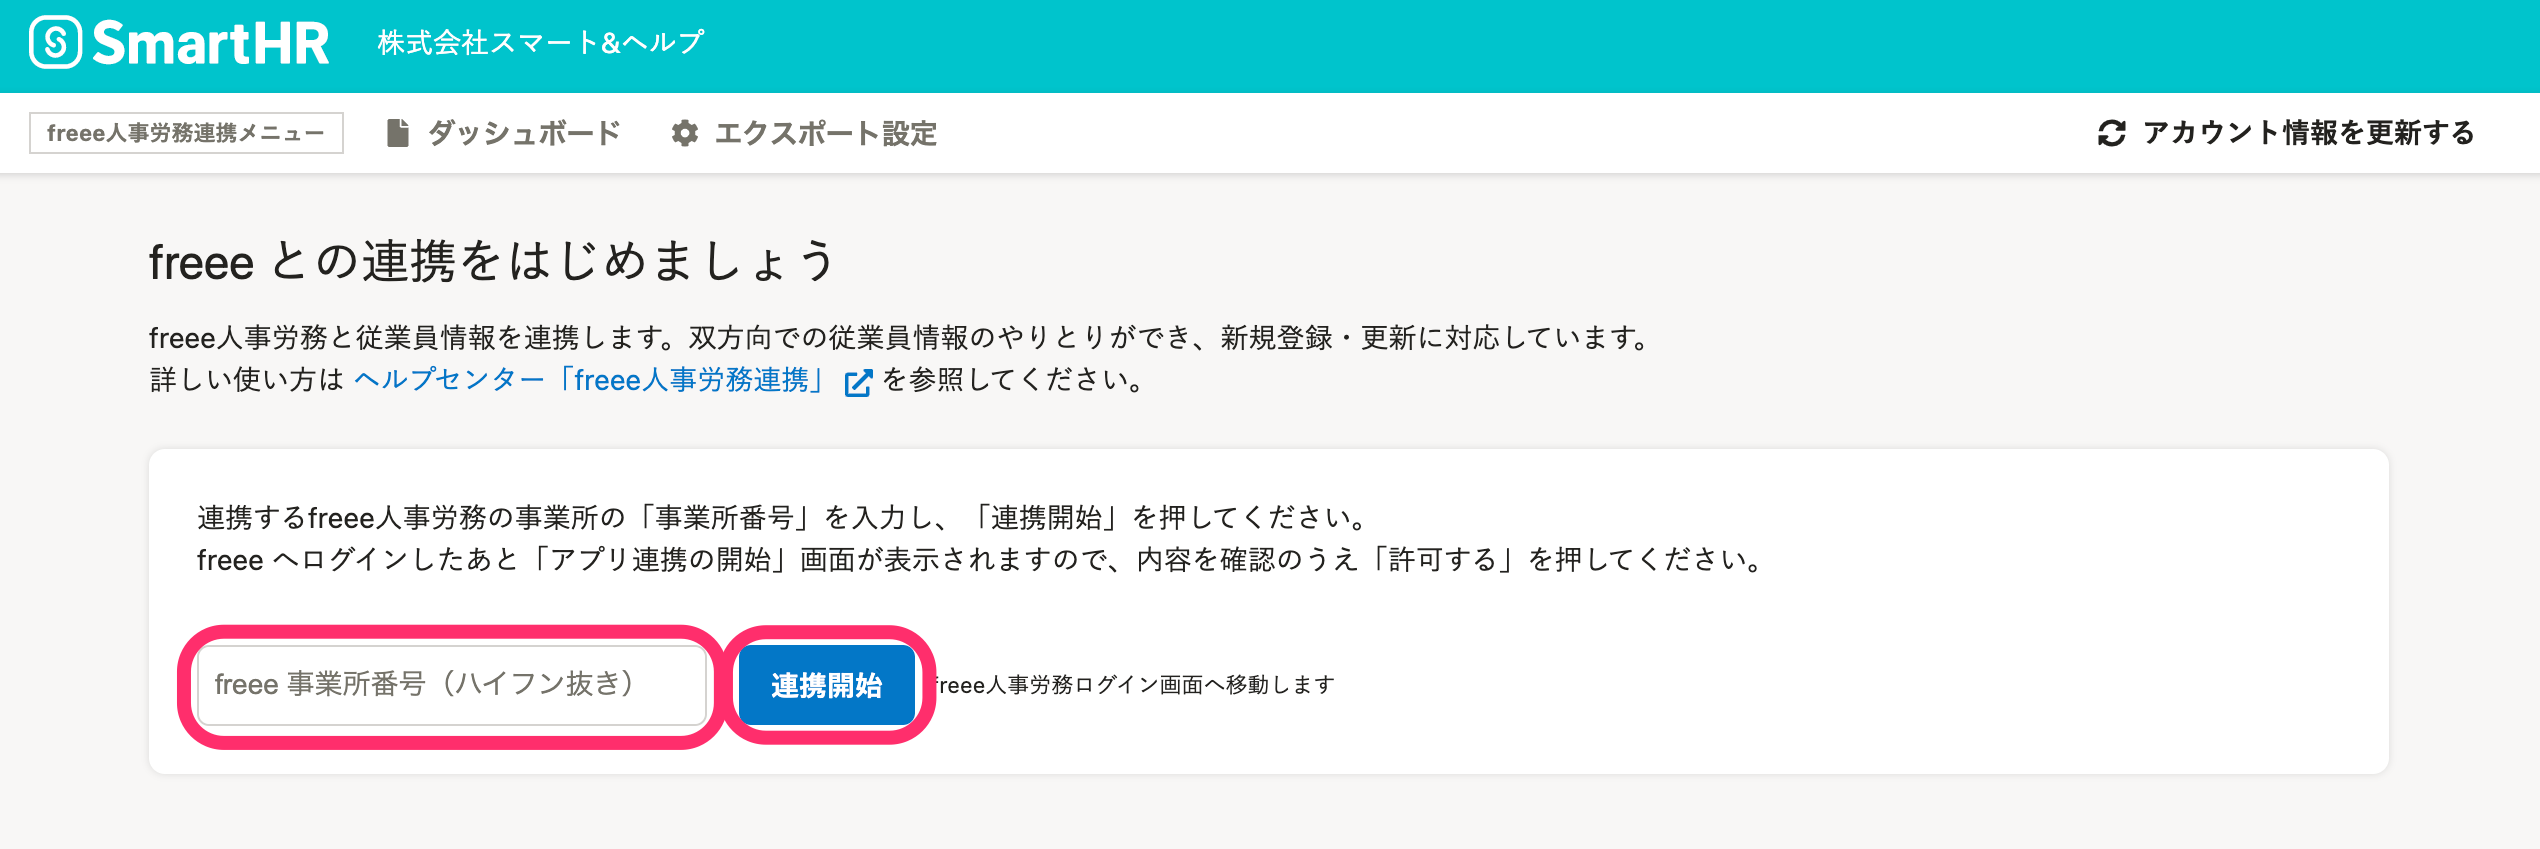 SmartHR 株式会社スマート&ヘルプ
freee人事労務連携メニュー ダッシュボード エクスポート設定 アカウント情報を更新する
freee との連携をはじめましょう
freee人事労務と従業員情報を連携します。双方向での従業員情報のやりとりができ、新規登録・更新に対応しています。
詳しい使い方は ヘルプセンター「freee人事労務連携」 を参照してください。
連携するfreee人事労務の事業所の「事業所番号」を入力し、「連携開始」を押してください。
freee へログインしたあと「アプリ連携の開始」画面が表示されますので、内容を確認のうえ「許可する」を押してください。
freee 事業所番号（ハイフン抜き） 連携開始 freee人事労務ログイン画面へ移動します